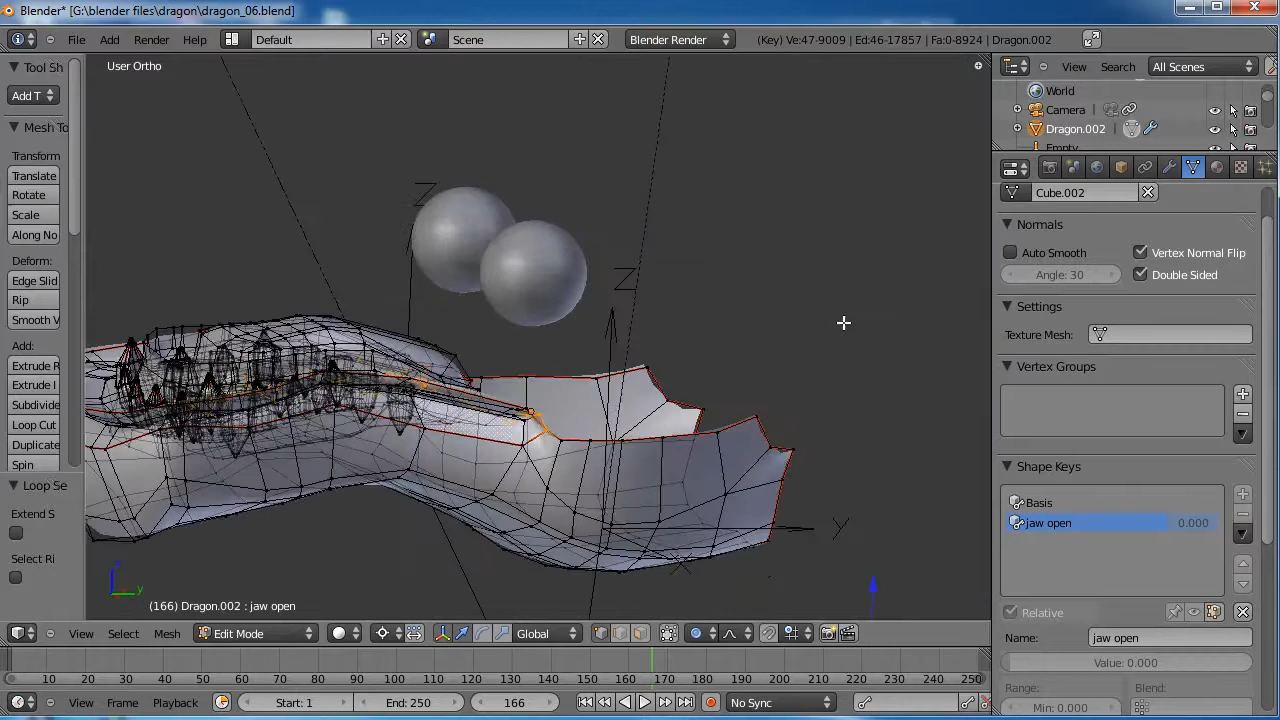 Blender* [G:\blender files\dragon\dragon_06.blend]
File Add Render Help Default Scene Blender Render (Key) Ve:47-9009 | Ed:46-17857 | Fa:0-8924 | Dragon.002
Tool Sh
Add T
Mesh To
Transform
Translate
Rotate
Scale
Along No
Deform:
Edge Slid
Rip
Smooth V
Add:
Extrude R
Extrude I
Subdivide
Loop Cut
Duplicate
Spin
Loop Se
Extend S
Select Ri
User Ortho
Z
Z
Y
X
z
y
(166) Dragon.002 : jaw open
View Select Mesh Edit Mode Global
10 20 30 40 50 60 70 80 90 100 110 120 130 140 150 160 170 180 190 200 210 220 230 240 250
View Frame Playback Start: 1 End: 250 166 No Sync
View Search All Scenes
World
Camera
Dragon.002
Empty
Cube.002
Normals
Auto Smooth Vertex Normal Flip
Angle: 30 Double Sided
Settings
Texture Mesh:
Vertex Groups
Shape Keys
Basis
jaw open 0.000
Relative
Name: jaw open
Value: 0.000
Range: Blend:
Min: 0.000